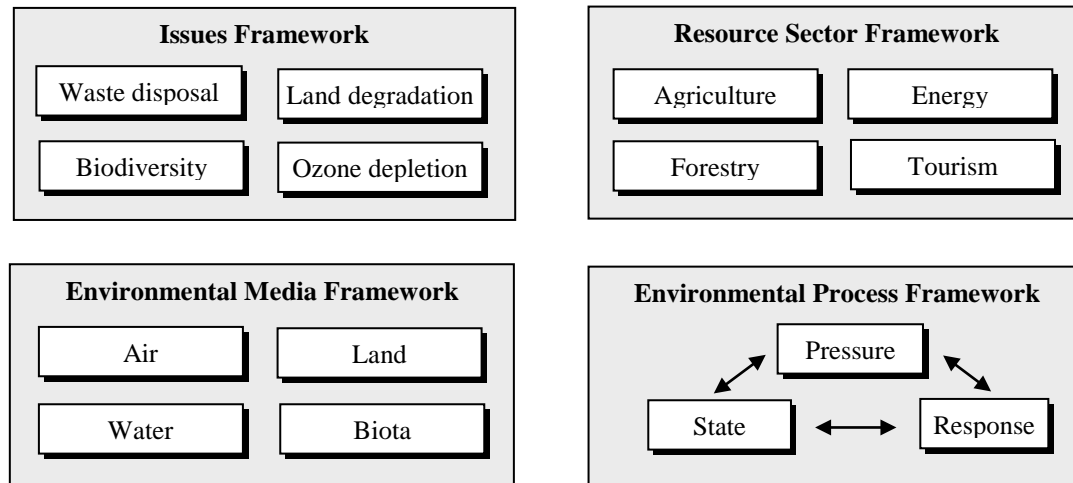 Issues Framework
Waste disposal
Land degradation
Biodiversity
Ozone depletion
Resource Sector Framework
Agriculture
Energy
Forestry
Tourism
Environmental Media Framework
Air
Land
Water
Biota
Environmental Process Framework
Pressure
State
Response